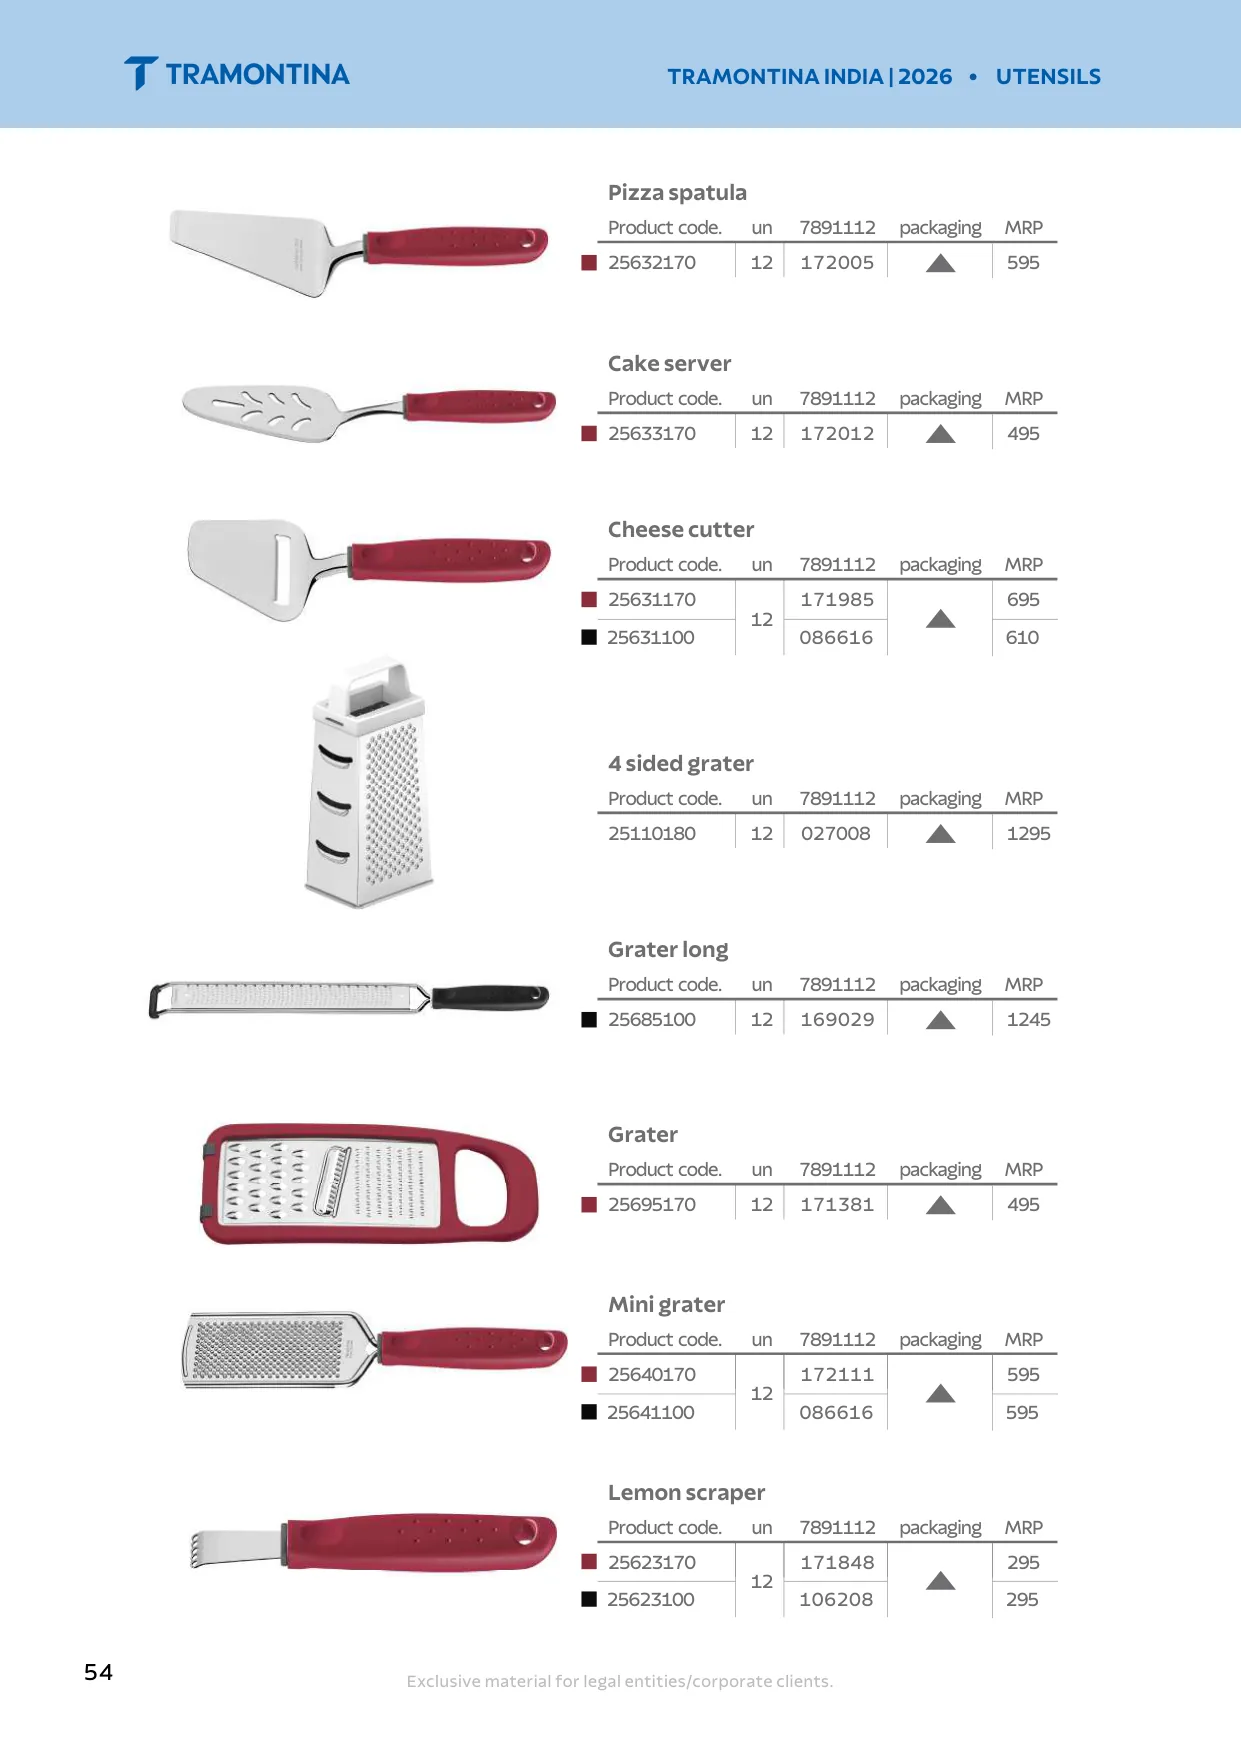 TRAMONTINA
TRAMONTINA INDIA | 2026 • UTENSILS
Pizza spatula
Product code. un 7891112 packaging MRP
25632170 12 172005 595
Cake server
Product code. un 7891112 packaging MRP
25633170 12 172012 495
Cheese cutter
Product code. un 7891112 packaging MRP
25631170 171985 695
12
25631100 086616 610
4 sided grater
Product code. un 7891112 packaging MRP
25110180 12 027008 1295
Grater long
Product code. un 7891112 packaging MRP
25685100 12 169029 1245
Grater
Product code. un 7891112 packaging MRP
25695170 12 171381 495
Mini grater
Product code. un 7891112 packaging MRP
25640170 172111 595
12
25641100 086616 595
Lemon scraper
Product code. un 7891112 packaging MRP
25623170 171848 295
12
25623100 106208 295
54
Exclusive material for legal entities/corporate clients.